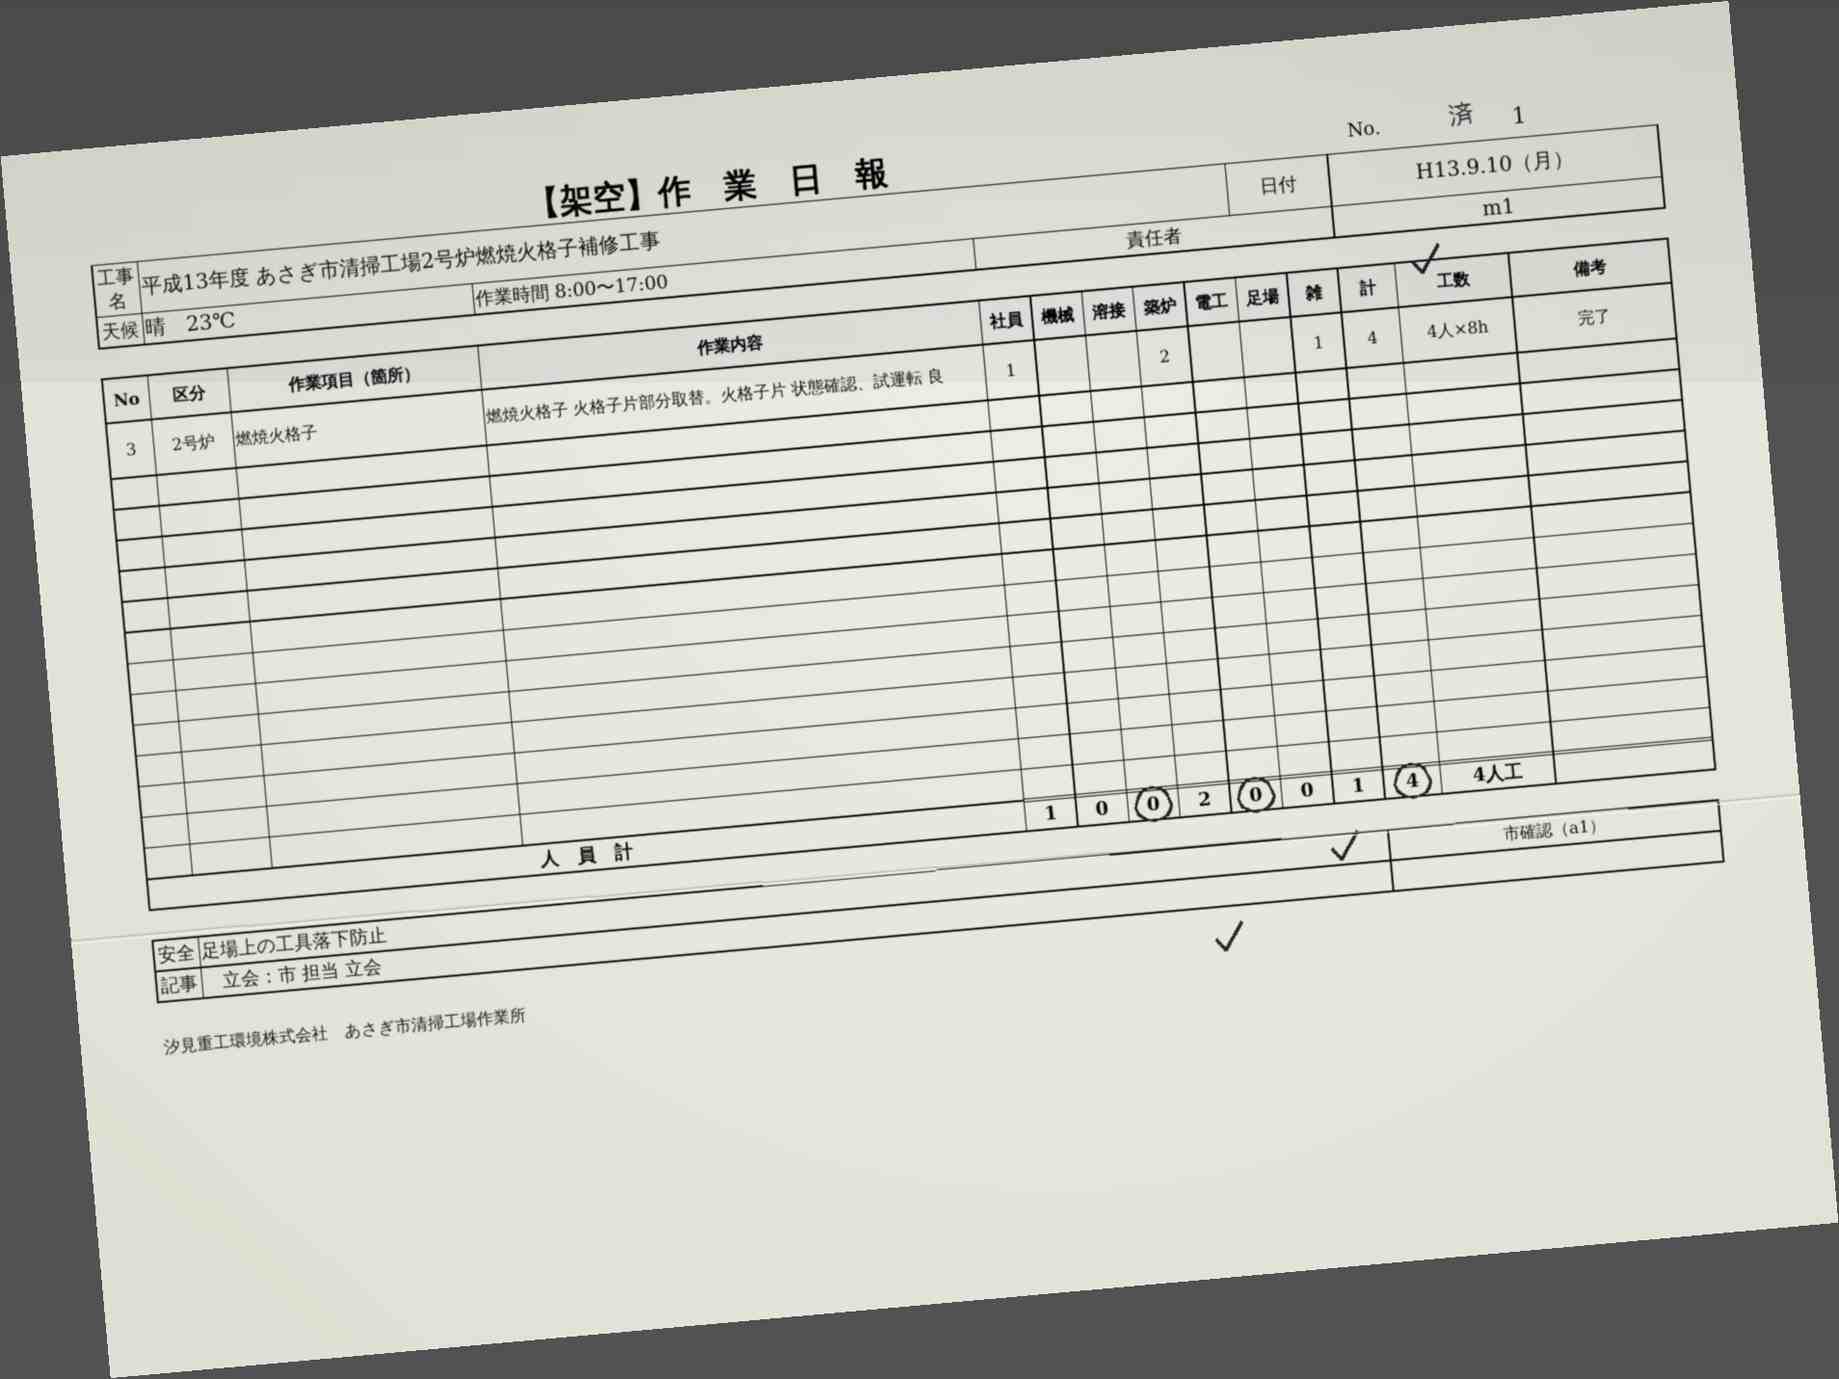 No. 済 1
【架空】作 業 日 報
工事名 平成13年度 あさぎ市清掃工場2号炉燃焼火格子補修工事 日付 H13.9.10（月）
天候 晴 23℃ 作業時間 8:00〜17:00 責任者 m1
No 区分 作業項目（箇所） 作業内容 社員 機械 溶接 築炉 電工 足場 雑 計 工数 備考
3 2号炉 燃焼火格子 燃焼火格子 火格子片部分取替。火格子片 状態確認、試運転 良 1 2 1 4 4人×8h 完了
人 員 計 1 0 0 2 0 0 1 4 4人工
安全 足場上の工具落下防止 市確認（a1）
記事 立会：市 担当 立会
汐見重工環境株式会社 あさぎ市清掃工場作業所